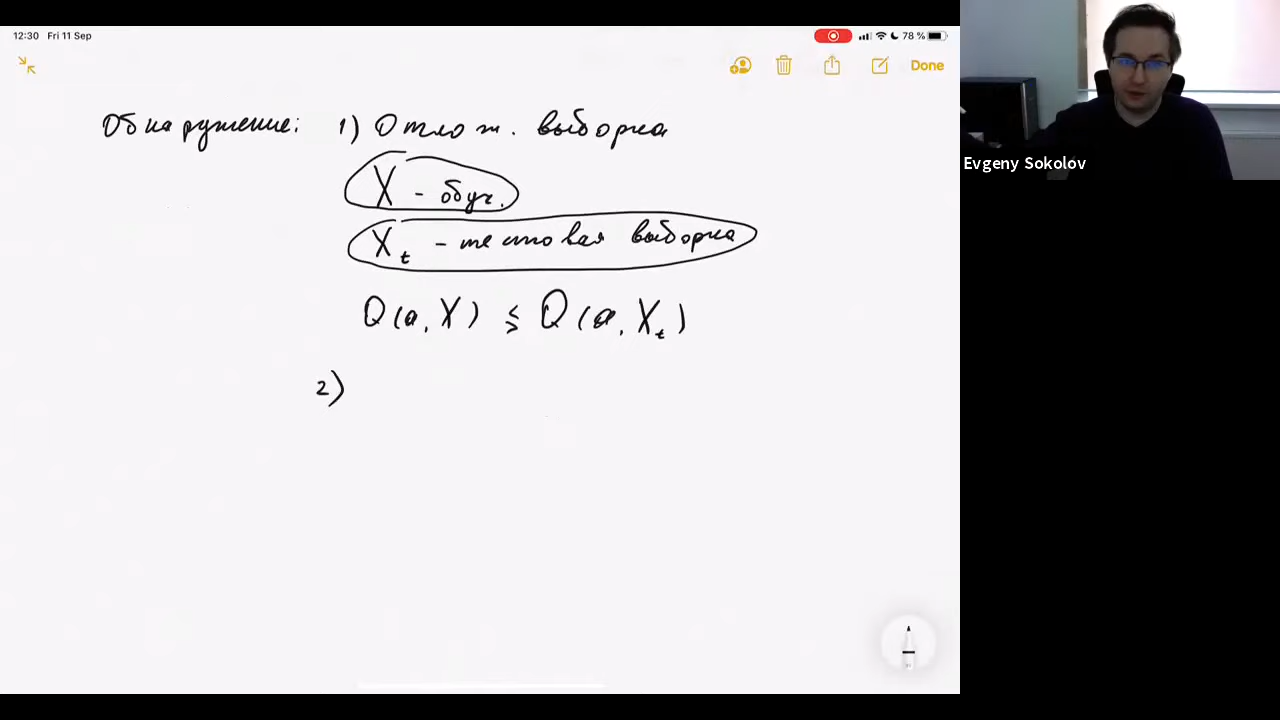 12:30 Fri 11 Sep
78 %
Done
Обнаружение: 1) Отлож. выборка
X - обуч.
X_t - тестовая выборка
Q(a, X) ≶ Q(a, X_t)
2)
Evgeny Sokolov